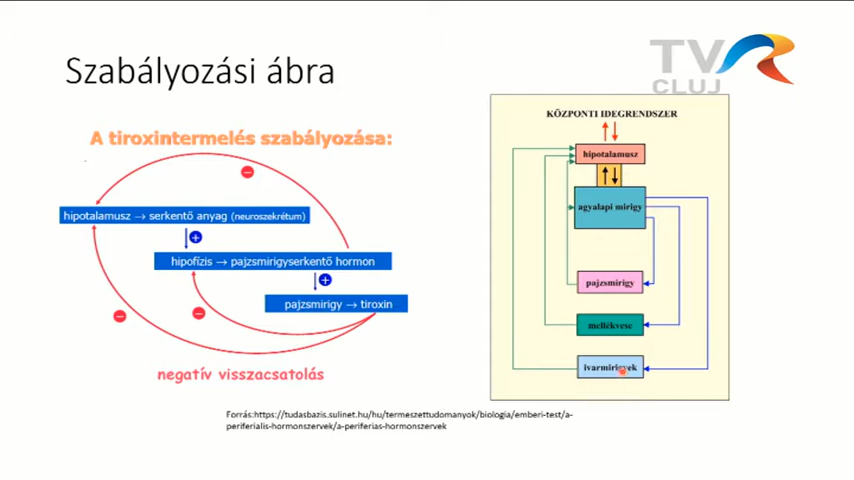 Szabályozási ábra
TVR
CLUJ
A tiroxintermelés szabályozása:
hipotalamusz → serkentő anyag (neuroszekrétum)
hipofízis → pajzsmirigyserkentő hormon
pajzsmirigy → tiroxin
negatív visszacsatolás
KÖZPONTI IDEGRENDSZER
hipotalamusz
agyalapi mirigy
pajzsmirigy
mellékvese
ivarmirigyek
Forrás:https://tudasbazis.sulinet.hu/hu/termeszettudomanyok/biologia/emberi-test/a-
periferialis-hormonszervek/a-periferias-hormonszervek